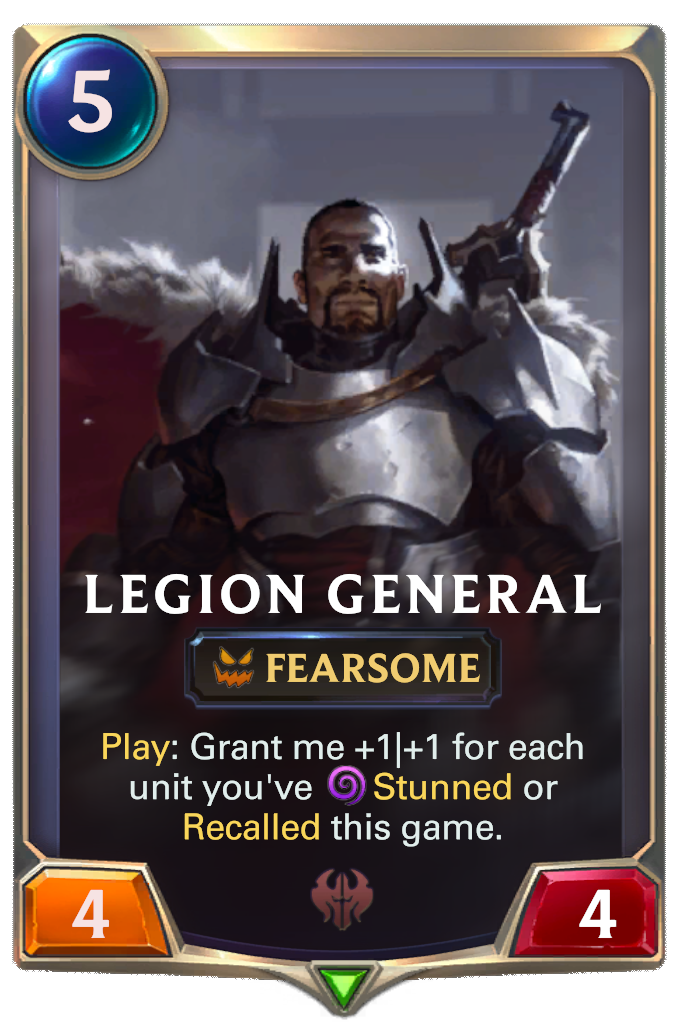 5
LEGION GENERAL
FEARSOME
Play: Grant me +1|+1 for each
unit you've Stunned or
Recalled this game.
4
4